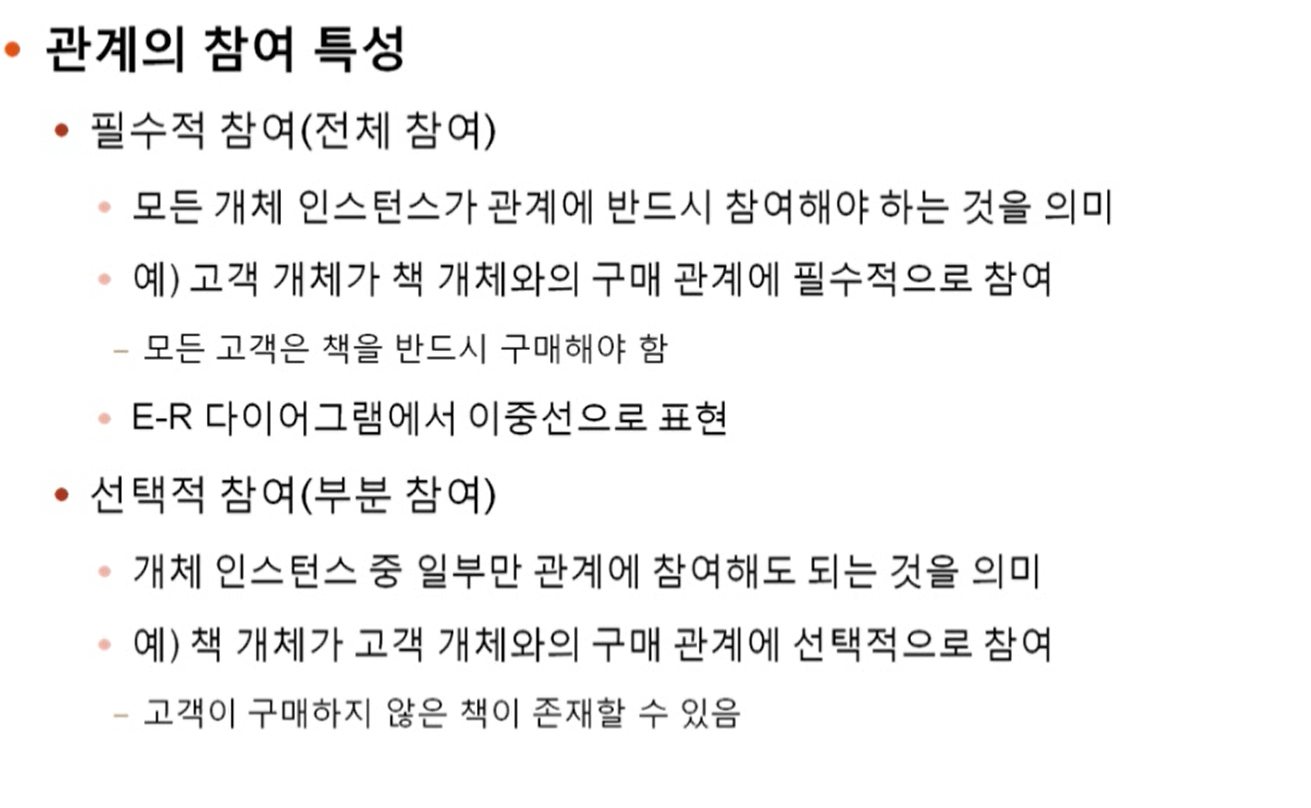 관계의 참여 특성
필수적 참여(전체 참여)
모든 개체 인스턴스가 관계에 반드시 참여해야 하는 것을 의미
예) 고객 개체가 책 개체와의 구매 관계에 필수적으로 참여
– 모든 고객은 책을 반드시 구매해야 함
E-R 다이어그램에서 이중선으로 표현
선택적 참여(부분 참여)
개체 인스턴스 중 일부만 관계에 참여해도 되는 것을 의미
예) 책 개체가 고객 개체와의 구매 관계에 선택적으로 참여
– 고객이 구매하지 않은 책이 존재할 수 있음